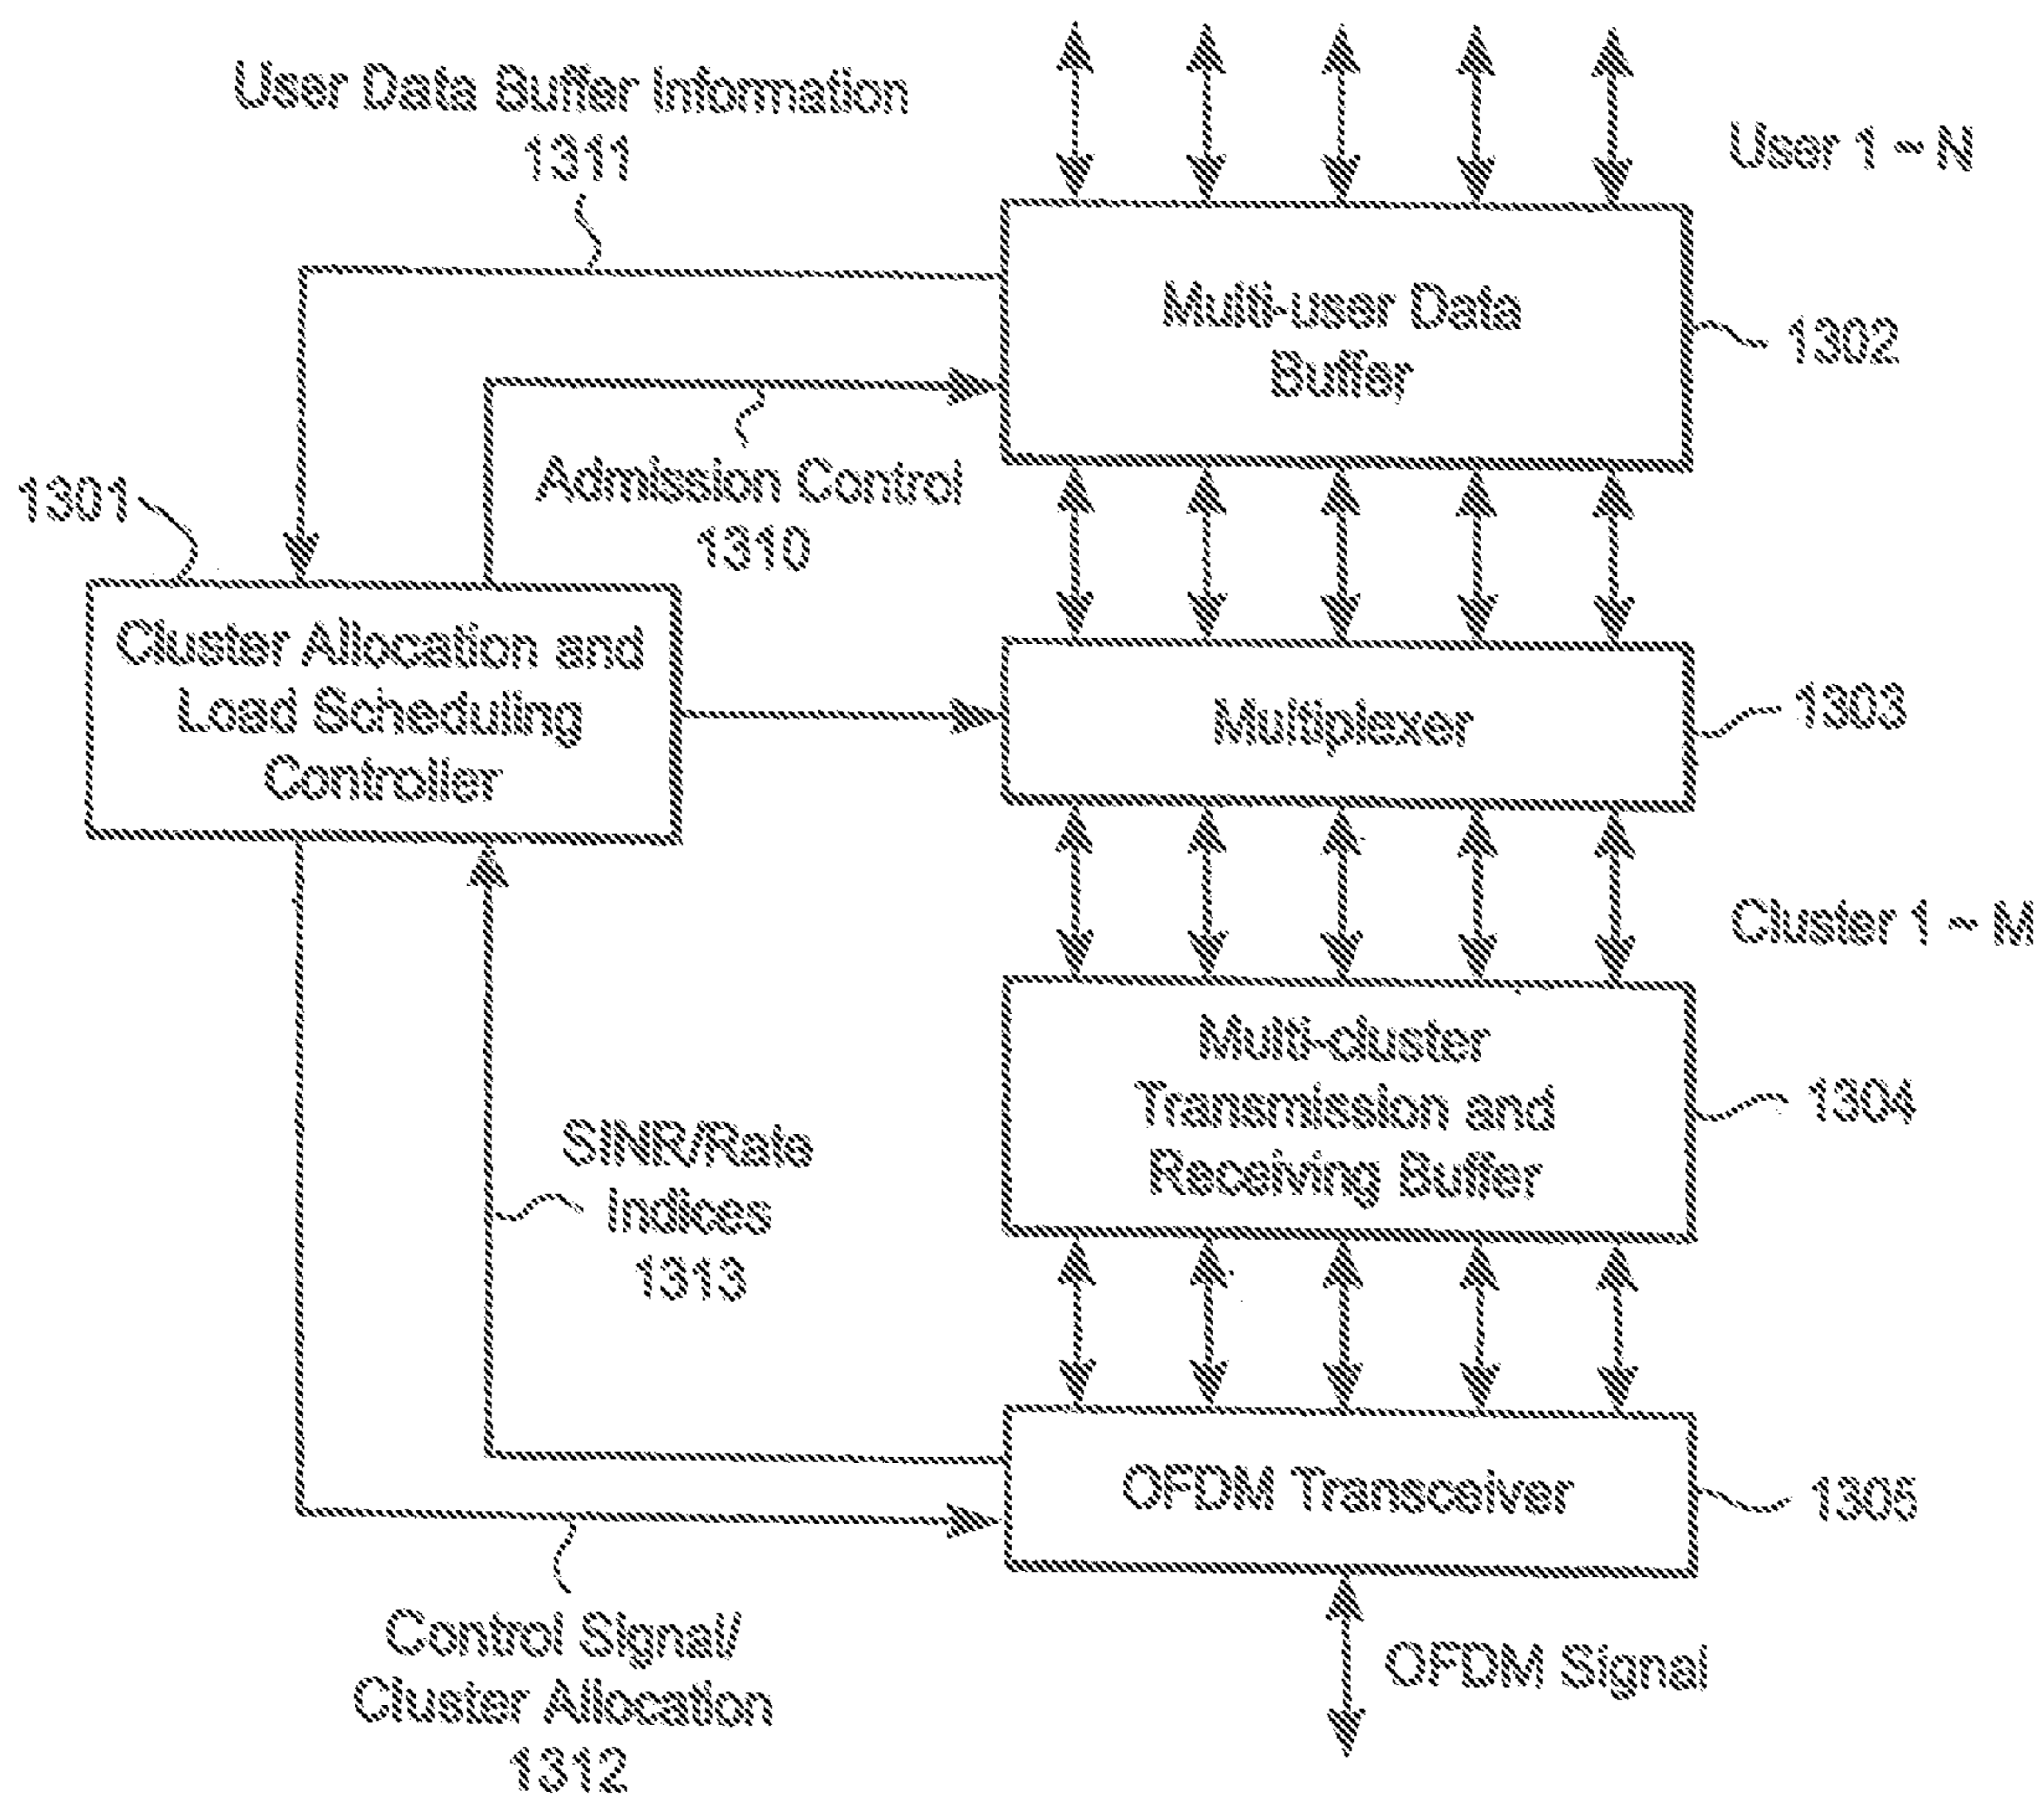 User Data Buffer Information
1311
User 1 ~ N
Multi-user Data
Buffer
1302
Admission Control
1310
1301
Cluster Allocation and
Load Scheduling
Controller
Multiplexer
1303
Cluster 1 ~ M
Multi-cluster
Transmission and
Receiving Buffer
1304
SINR/Rate
Indices
1313
OFDM Transceiver
1305
Control Signal/
Cluster Allocation
1312
OFDM Signal